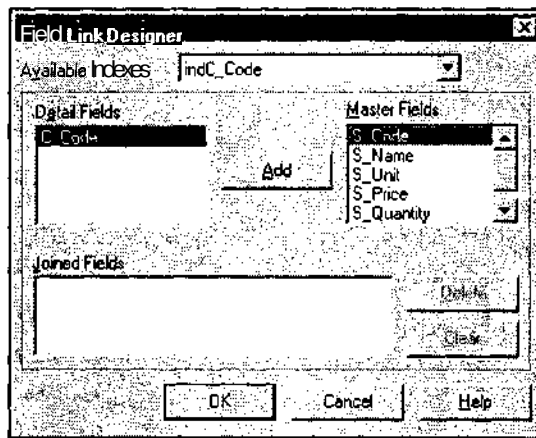 Field Link Designer
Available Indexes indC_Code
Detail Fields Master Fields
C_Code S_Code
Add S_Name
S_Unit
S_Price
S_Quantity
Joined Fields
Delete
Clear
OK Cancel Help